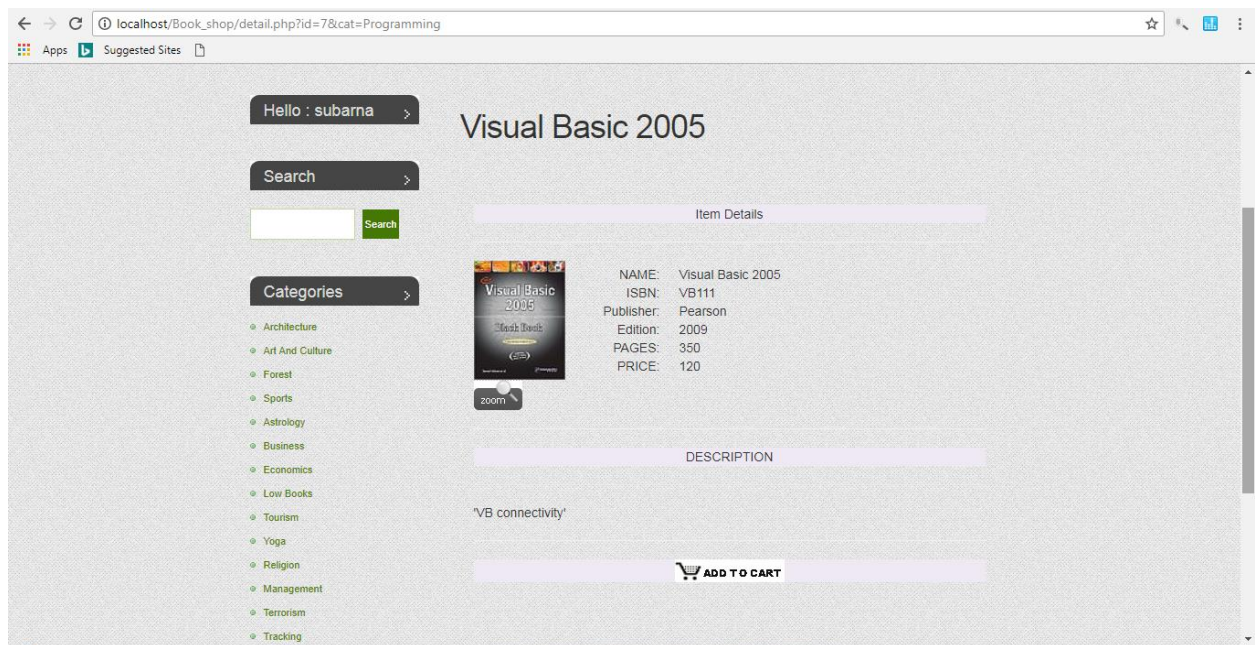 localhost/Book_shop/detail.php?id=7&cat=Programming
Apps Suggested Sites
Hello : subarna
Visual Basic 2005
Search
Search
Item Details
Categories
Architecture
Art And Culture
Forest
Sports
Astrology
Business
Economics
Low Books
Tourism
Yoga
Religion
Management
Terrorism
Tracking
Visual Basic
2005
Black Book
zoom
NAME: Visual Basic 2005
ISBN: VB111
Publisher: Pearson
Edition: 2009
PAGES: 350
PRICE: 120
DESCRIPTION
'VB connectivity'
ADD TO CART